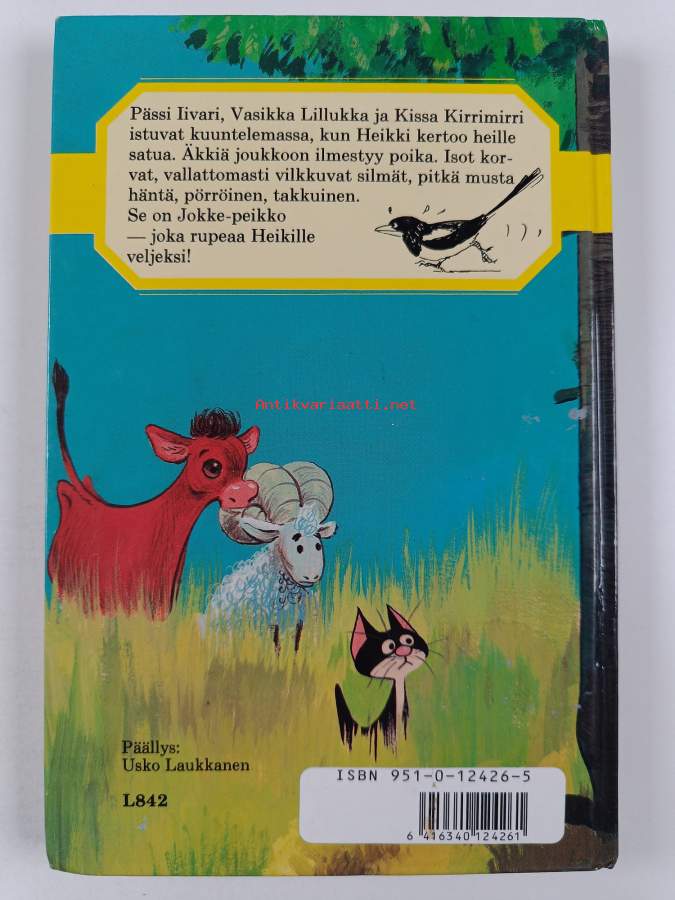 Pässi Iivari, Vasikka Lillukka ja Kissa Kirrimirri
istuvat kuuntelemassa, kun Heikki kertoo heille
satua. Äkkiä joukkoon ilmestyy poika. Isot kor-
vat, vallattomasti vilkkuvat silmät, pitkä musta
häntä, pörröinen, takkuinen.
Se on Jokke-peikko
— joka rupeaa Heikille
veljeksi!
Antikvariaatti.net
Päällys:
Usko Laukkanen
L842
ISBN 951-0-12426-5
6 416340 124261